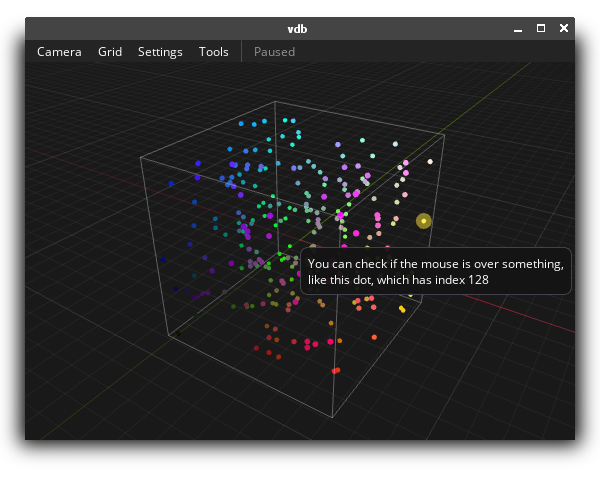 vdb
Camera Grid Settings Tools Paused
You can check if the mouse is over something,
like this dot, which has index 128